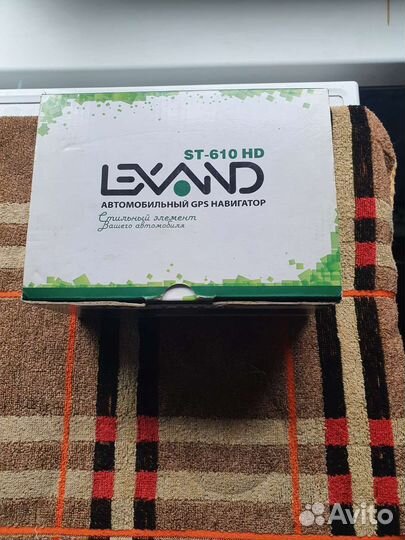 ST-610 HD
LEXAND
АВТОМОБИЛЬНЫЙ GPS НАВИГАТОР
Стильный элемент
Вашего автомобиля
Avito